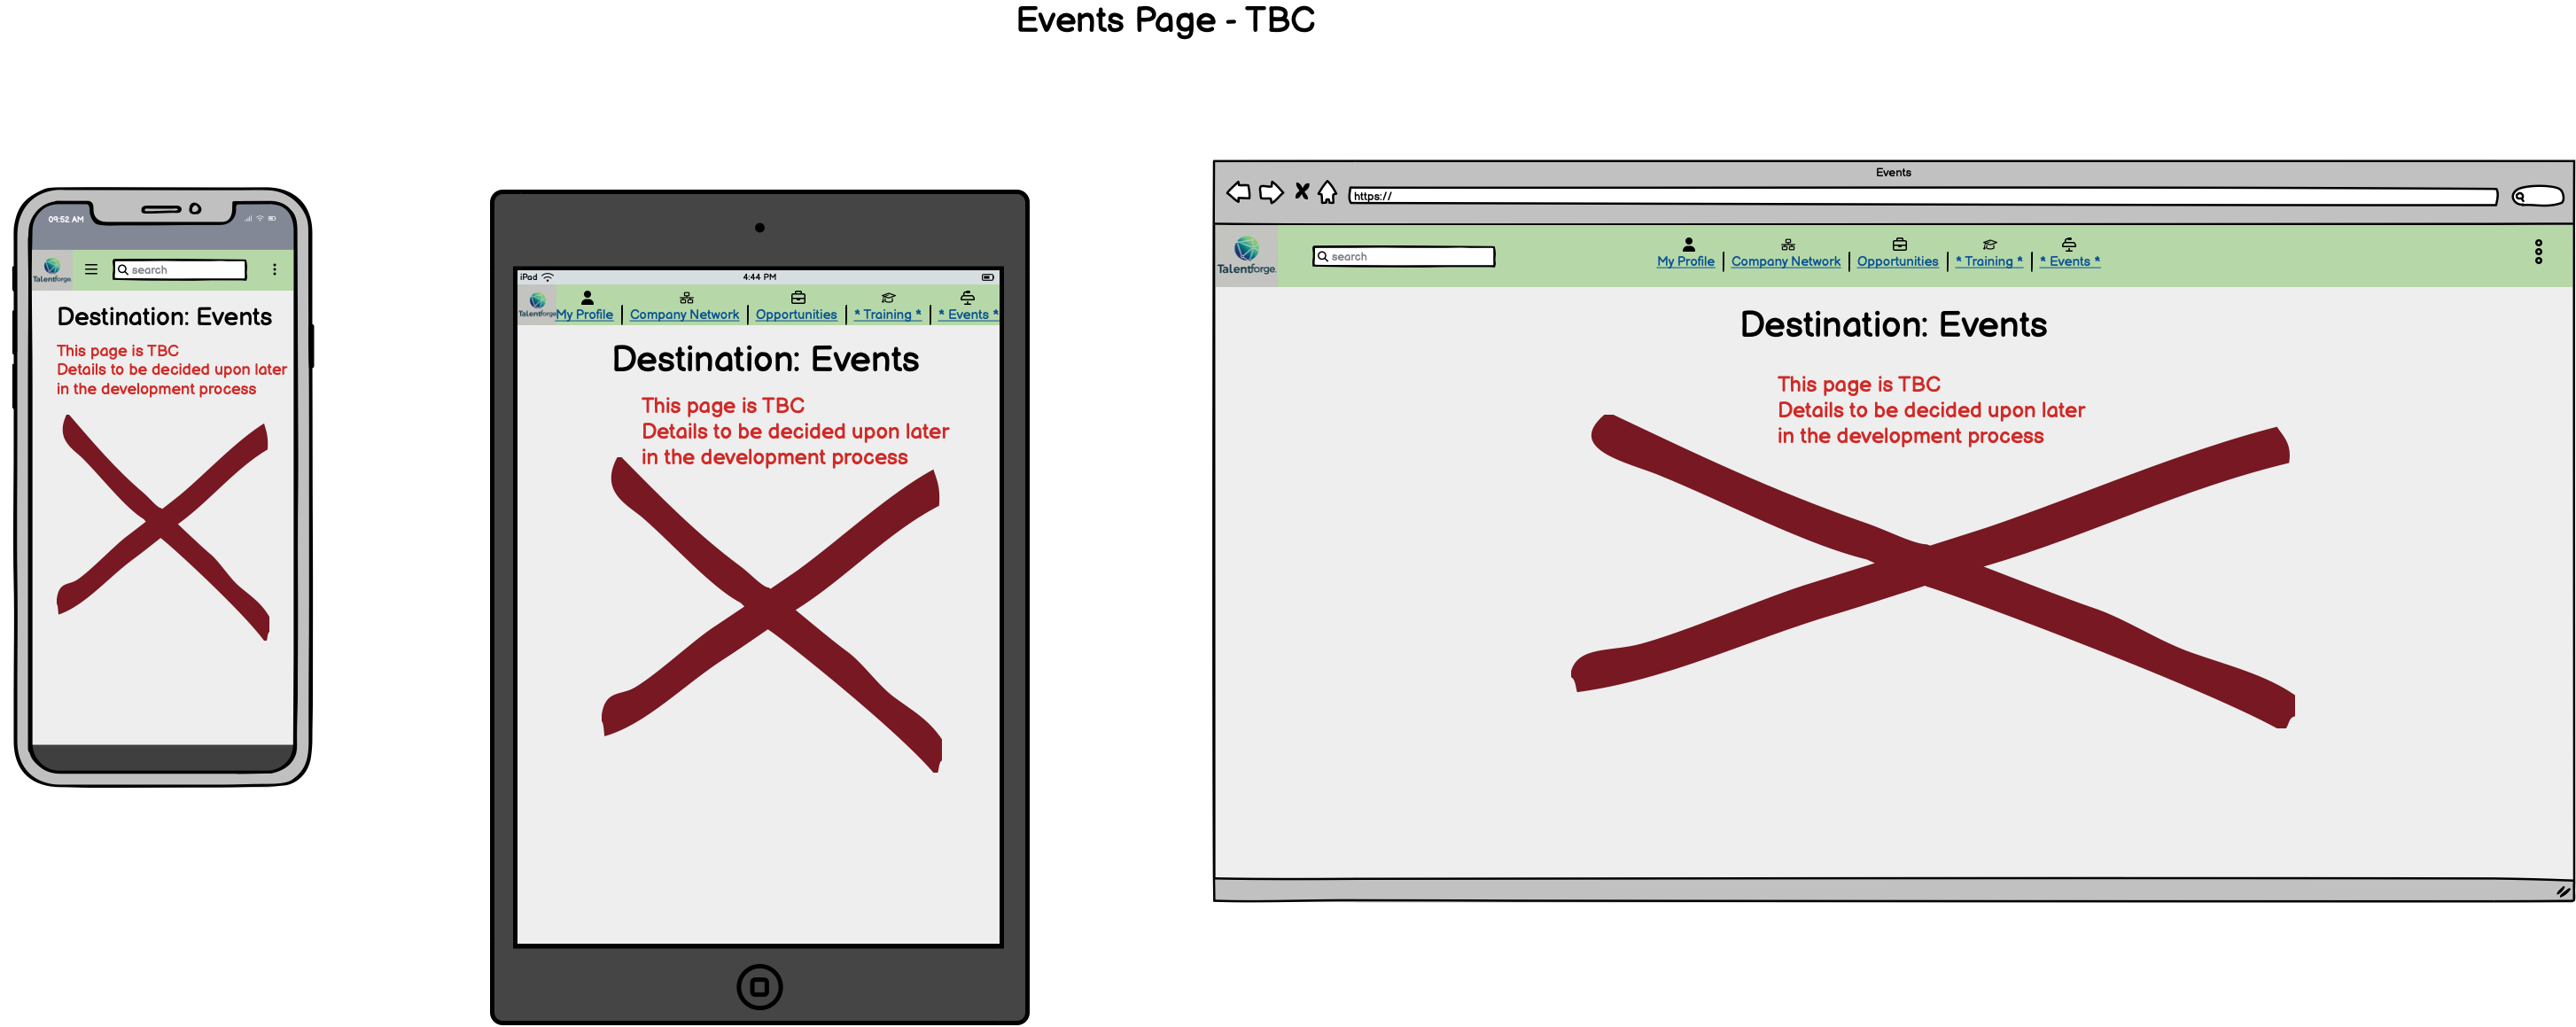 Events Page - TBC
09:52 AM
Talentforge.
search
Destination: Events
This page is TBC
Details to be decided upon later
in the development process
iPad
4:44 PM
Talentforge
My Profile
Company Network
Opportunities
* Training *
* Events *
Destination: Events
This page is TBC
Details to be decided upon later
in the development process
Events
https://
Talentforge.
search
My Profile
Company Network
Opportunities
* Training *
* Events *
Destination: Events
This page is TBC
Details to be decided upon later
in the development process